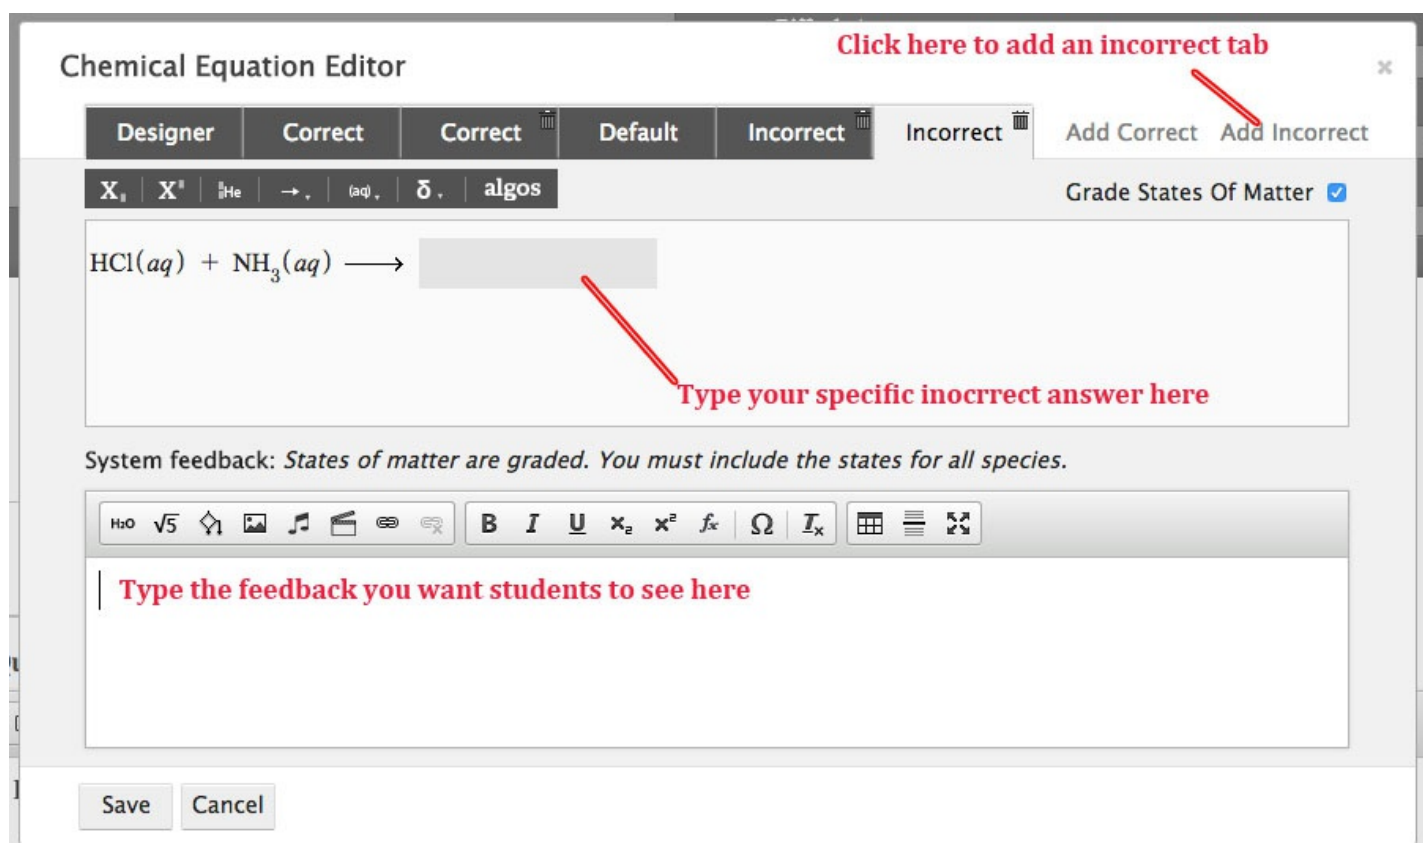 Click here to add an incorrect tab
Chemical Equation Editor
Designer Correct Correct Default Incorrect Incorrect Add Correct Add Incorrect
X₁ X¹ He → (aq) δ algos Grade States Of Matter
HCl(aq) + NH₃(aq) ⟶
Type your specific inocrrect answer here
System feedback: States of matter are graded. You must include the states for all species.
H₂O √5 B I U x₂ x² fx Ω Ix
Type the feedback you want students to see here
Save Cancel